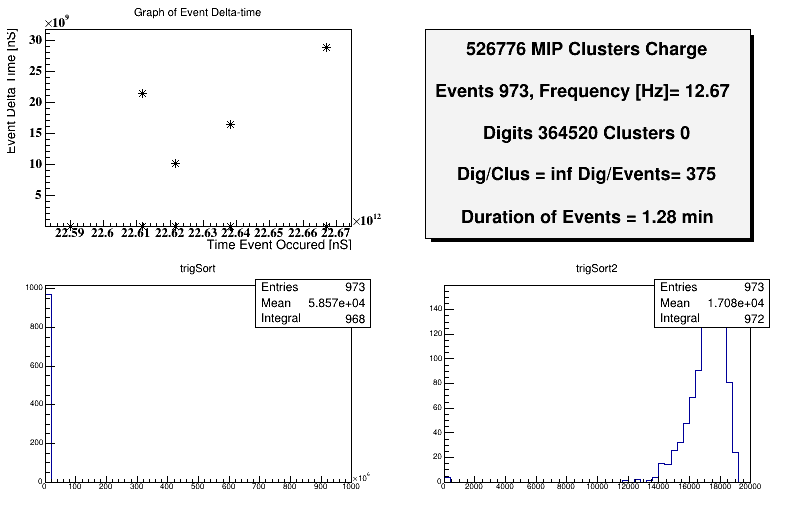 Graph of Event Delta-time
×10⁹
Event Delta Time [nS]
30
25
20
15
10
5
22.59 22.6 22.61 22.62 22.63 22.64 22.65 22.66 22.67
×10¹²
Time Event Occured [nS]
526776 MIP Clusters Charge
Events 973, Frequency [Hz]= 12.67
Digits 364520 Clusters 0
Dig/Clus = inf Dig/Events= 375
Duration of Events = 1.28 min
trigSort
Entries 973
Mean 5.857e+04
Integral 968
1000
800
600
400
200
0
0 100 200 300 400 500 600 700 800 900 1000
×10⁶
trigSort2
Entries 973
Mean 1.708e+04
Integral 972
140
120
100
80
60
40
20
0
0 2000 4000 6000 8000 10000 12000 14000 16000 18000 20000